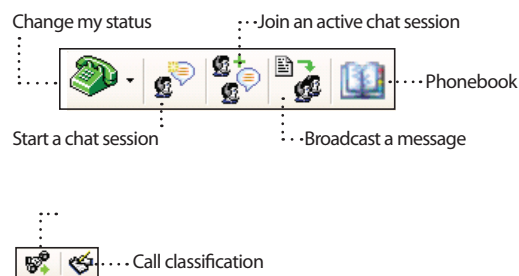 Change my status
Join an active chat session
Phonebook
Start a chat session
Broadcast a message
Call classification